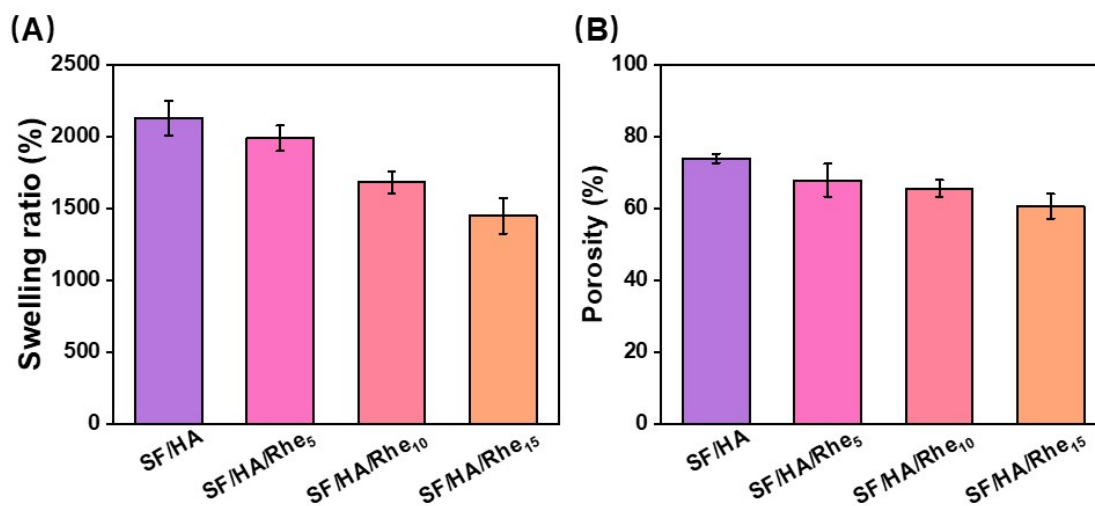 (A)
Swelling ratio (%)
2500
2000
1500
1000
500
0
SF/HA
SF/HA/Rhe₅
SF/HA/Rhe₁₀
SF/HA/Rhe₁₅
(B)
Porosity (%)
100
80
60
40
20
0
SF/HA
SF/HA/Rhe₅
SF/HA/Rhe₁₀
SF/HA/Rhe₁₅